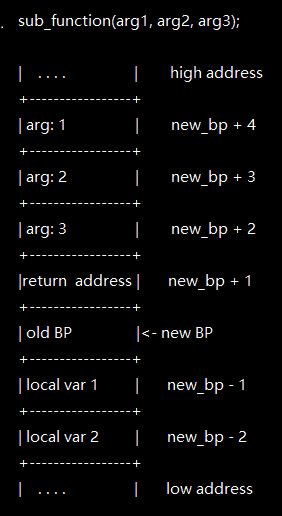 . sub_function(arg1, arg2, arg3);
| .... | high address
+-----------------+
| arg: 1 | new_bp + 4
+-----------------+
| arg: 2 | new_bp + 3
+-----------------+
| arg: 3 | new_bp + 2
+-----------------+
|return address | new_bp + 1
+-----------------+
| old BP |<- new BP
+-----------------+
| local var 1 | new_bp - 1
+-----------------+
| local var 2 | new_bp - 2
+-----------------+
| .... | low address